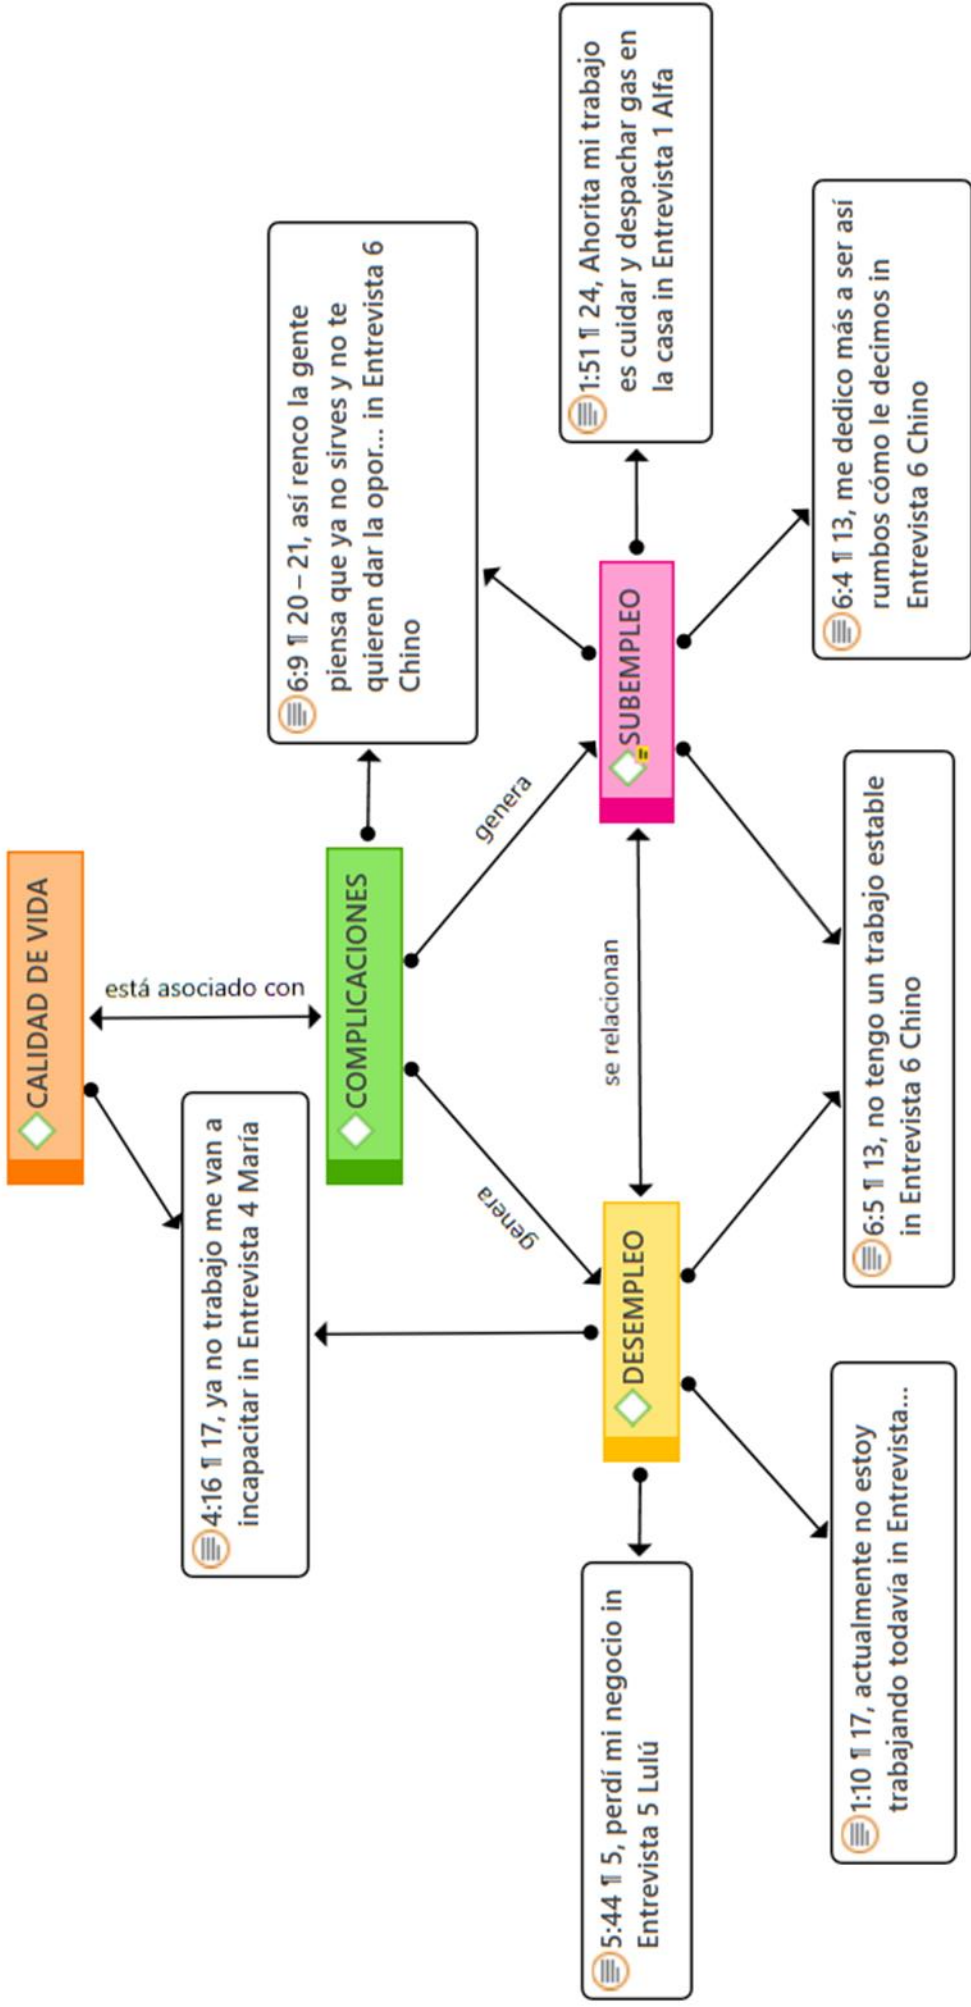 CALIDAD DE VIDA
está asociado con
4:16 ¶ 17, ya no trabajo me van a
incapacitar in Entrevista 4 María
COMPLICACIONES
6:9 ¶ 20 – 21, así renco la gente
piensa que ya no sirves y no te
quieren dar la opor... in Entrevista 6
Chino
genera
genera
DESEMPLEO
se relacionan
SUBEMPLEO
5:44 ¶ 5, perdí mi negocio in
Entrevista 5 Lulú
1:51 ¶ 24, Ahorita mi trabajo
es cuidar y despachar gas en
la casa in Entrevista 1 Alfa
1:10 ¶ 17, actualmente no estoy
trabajando todavía in Entrevista...
6:5 ¶ 13, no tengo un trabajo estable
in Entrevista 6 Chino
6:4 ¶ 13, me dedico más a ser así
rumbos cómo le decimos in
Entrevista 6 Chino